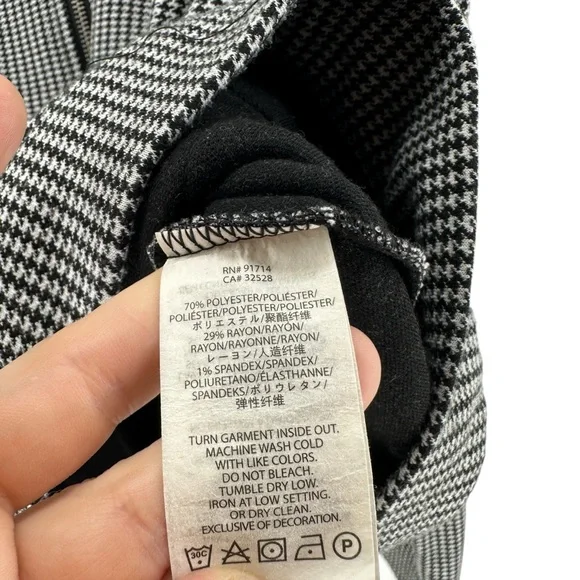 RN# 91714
CA# 32528
70% POLYESTER/POLIÉSTER/
POLIÉSTER/POLYESTER/POLIESTER/
ポリエステル/聚酯纤维
29% RAYON/RAYÓN/
RAYON/RAYONNE/RAYON/
レーヨン/人造纤维
1% SPANDEX/SPANDEX/
POLIURETANO/ÉLASTHANNE/
SPANDEKS/ポリウレタン/
弹性纤维
TURN GARMENT INSIDE OUT.
MACHINE WASH COLD
WITH LIKE COLORS.
DO NOT BLEACH.
TUMBLE DRY LOW.
IRON AT LOW SETTING,
OR DRY CLEAN.
EXCLUSIVE OF DECORATION.
30C P